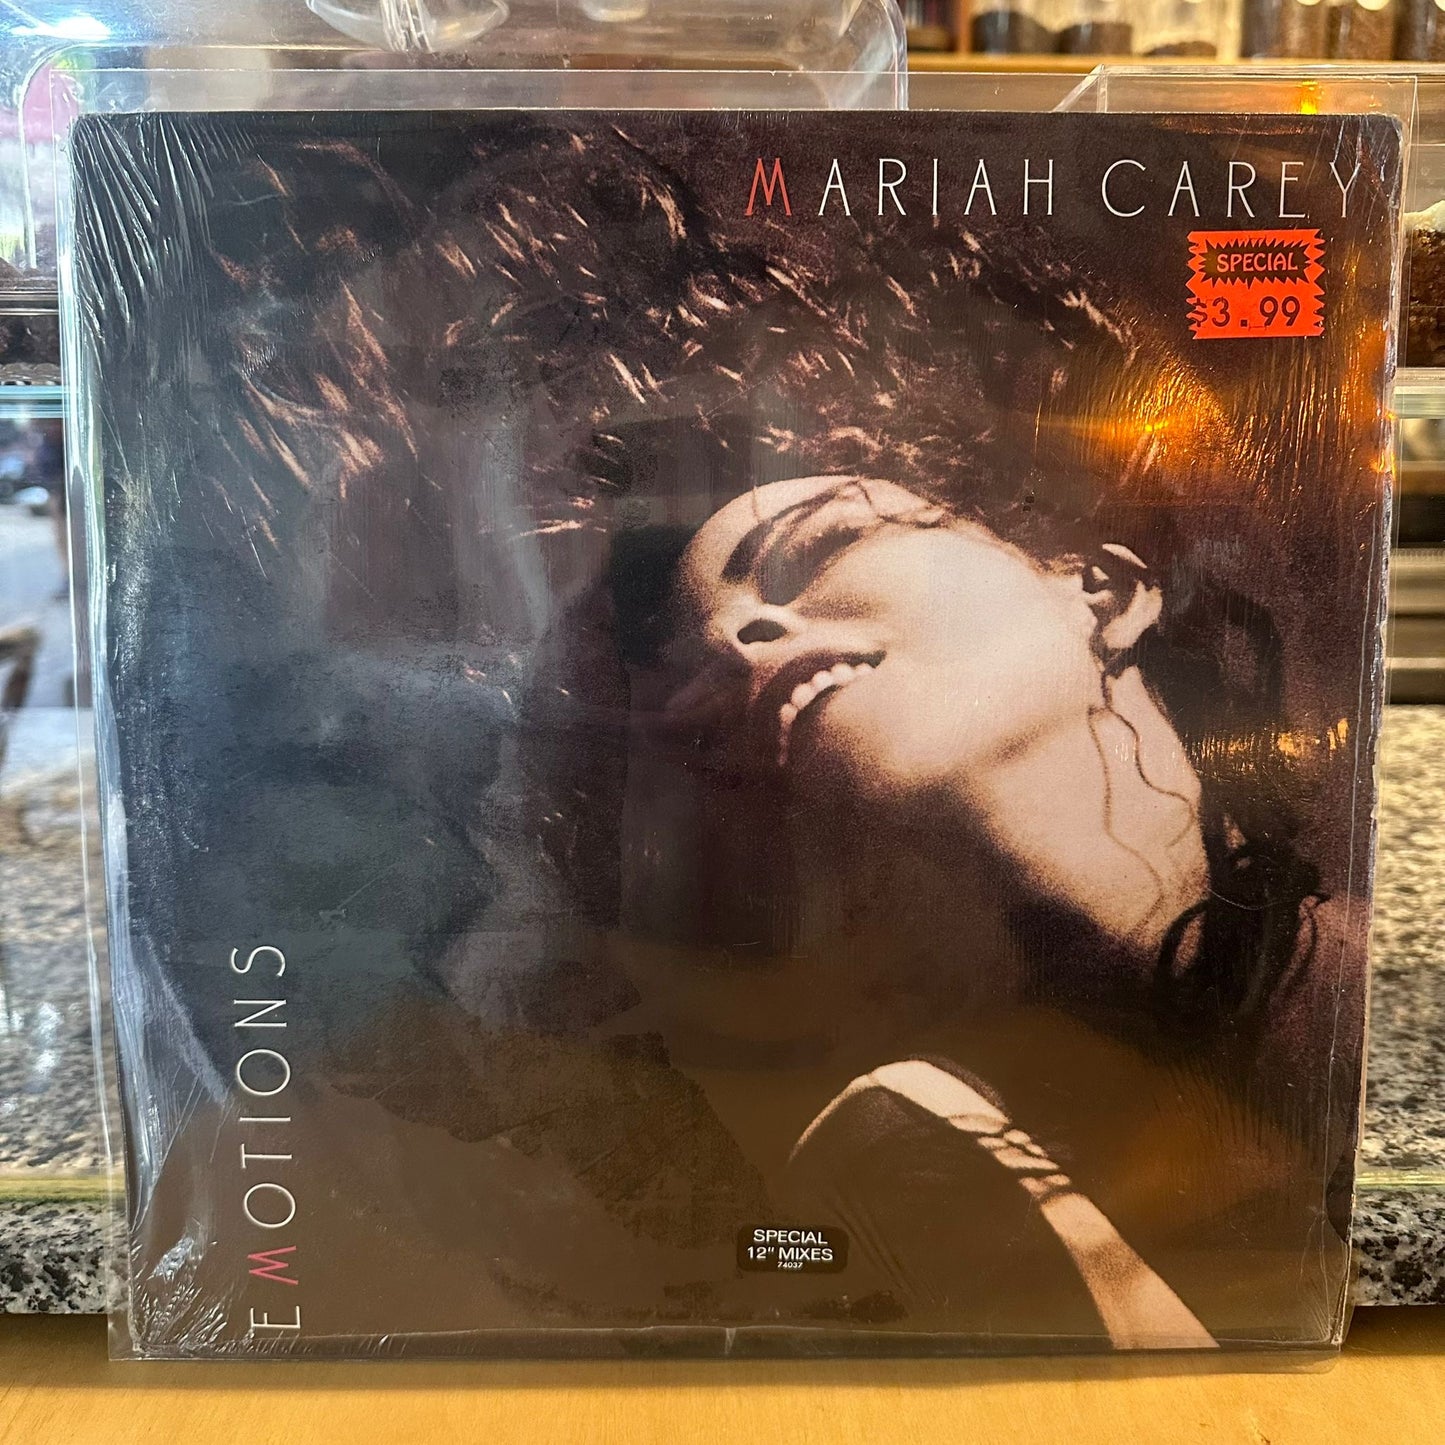 MARIAH CAREY
SPECIAL
$3.99
EMOTIONS
SPECIAL
12" MIXES
74037